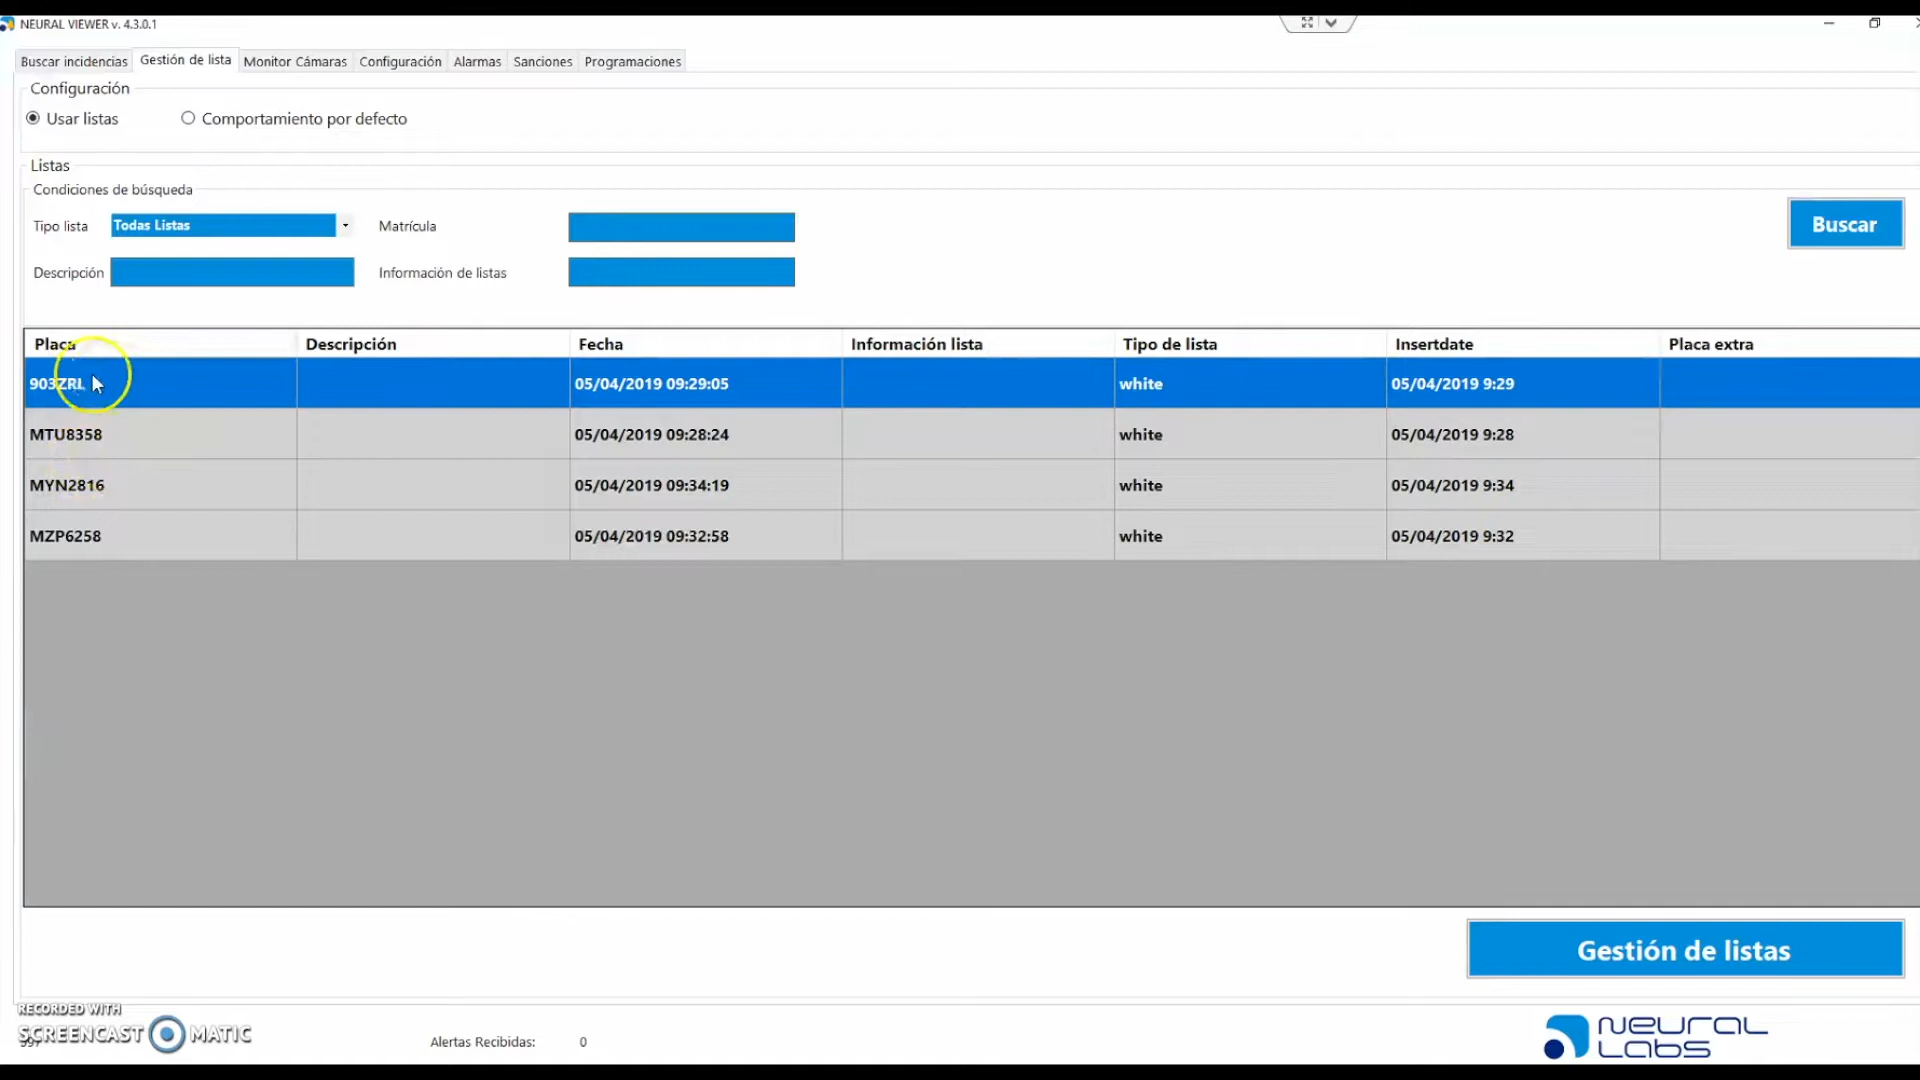 NEURAL VIEWER v. 4.3.0.1
Buscar incidencias Gestión de lista Monitor Cámaras Configuración Alarmas Sanciones Programaciones
Configuración
Usar listas Comportamiento por defecto
Listas
Condiciones de búsqueda
Tipo lista Todas Listas Matrícula Buscar
Descripción Información de listas
Placa Descripción Fecha Información lista Tipo de lista Insertdate Placa extra
903ZRL 05/04/2019 09:29:05 white 05/04/2019 9:29
MTU8358 05/04/2019 09:28:24 white 05/04/2019 9:28
MYN2816 05/04/2019 09:34:19 white 05/04/2019 9:34
MZP6258 05/04/2019 09:32:58 white 05/04/2019 9:32
Gestión de listas
RECORDED WITH
SCREENCAST MATIC
Alertas Recibidas: 0
neural
labs